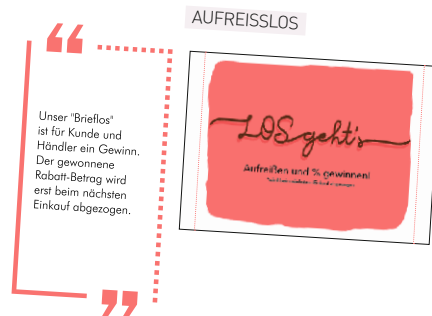 AUFREISSLOS
Unser "Brieflos"
ist für Kunde und
Händler ein Gewinn.
Der gewonnene
Rabatt-Betrag wird
erst beim nächsten
Einkauf abgezogen.
LOS geht's
Aufreißen und % gewinnen!